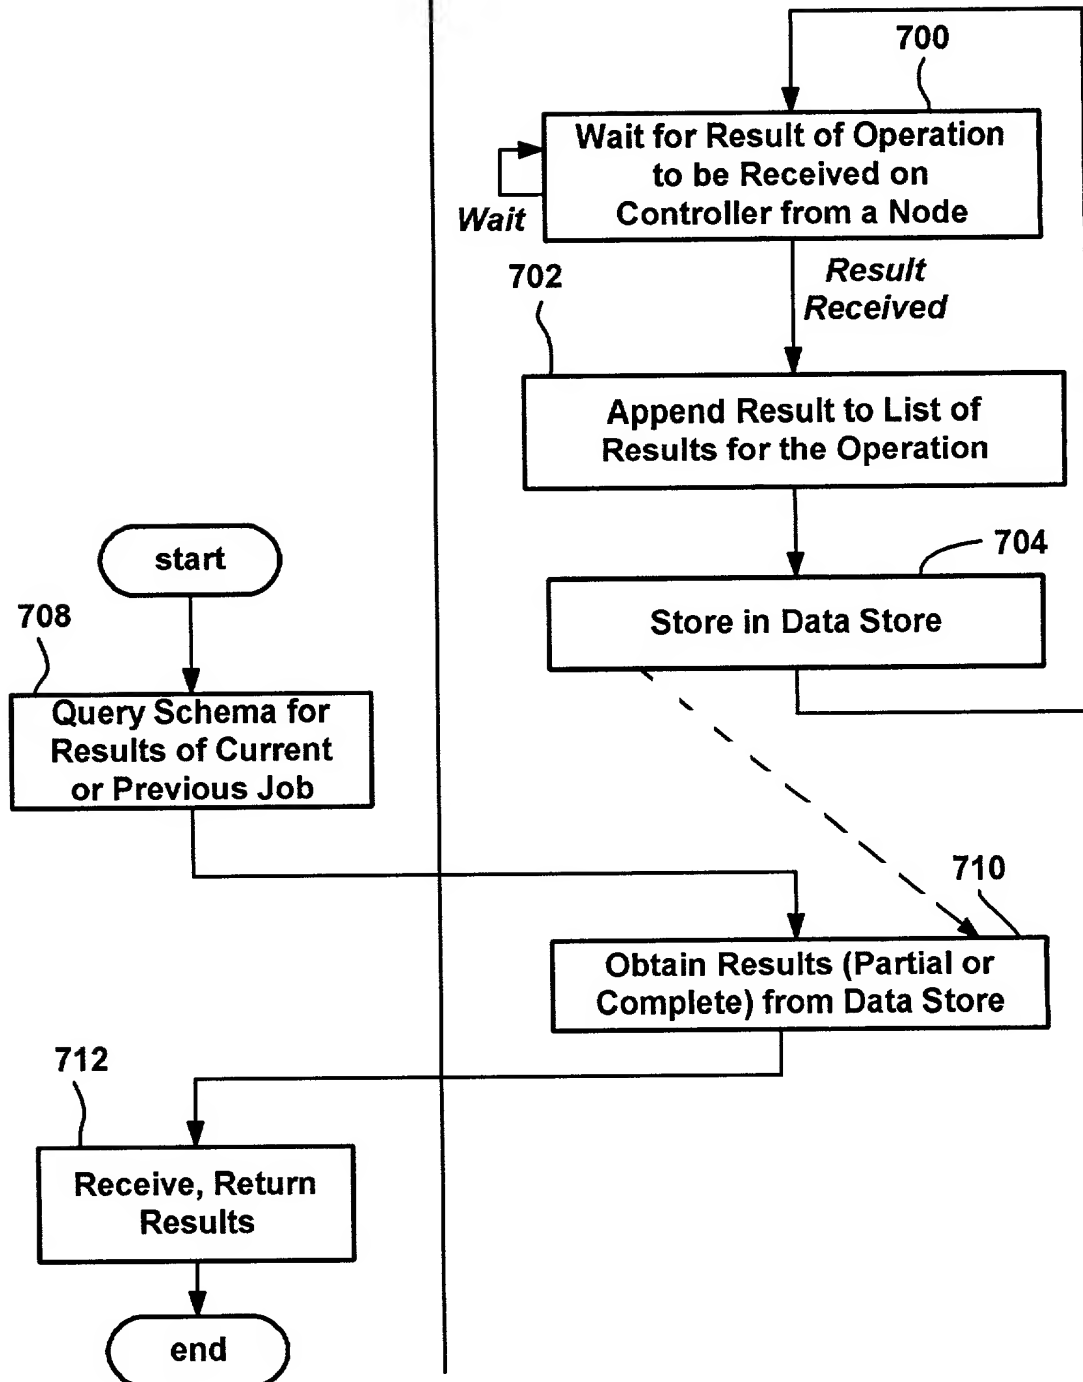 700
Wait for Result of Operation
to be Received on
Controller from a Node
Wait
Result
Received
702
Append Result to List of
Results for the Operation
704
Store in Data Store
start
708
Query Schema for
Results of Current
or Previous Job
710
Obtain Results (Partial or
Complete) from Data Store
712
Receive, Return
Results
end